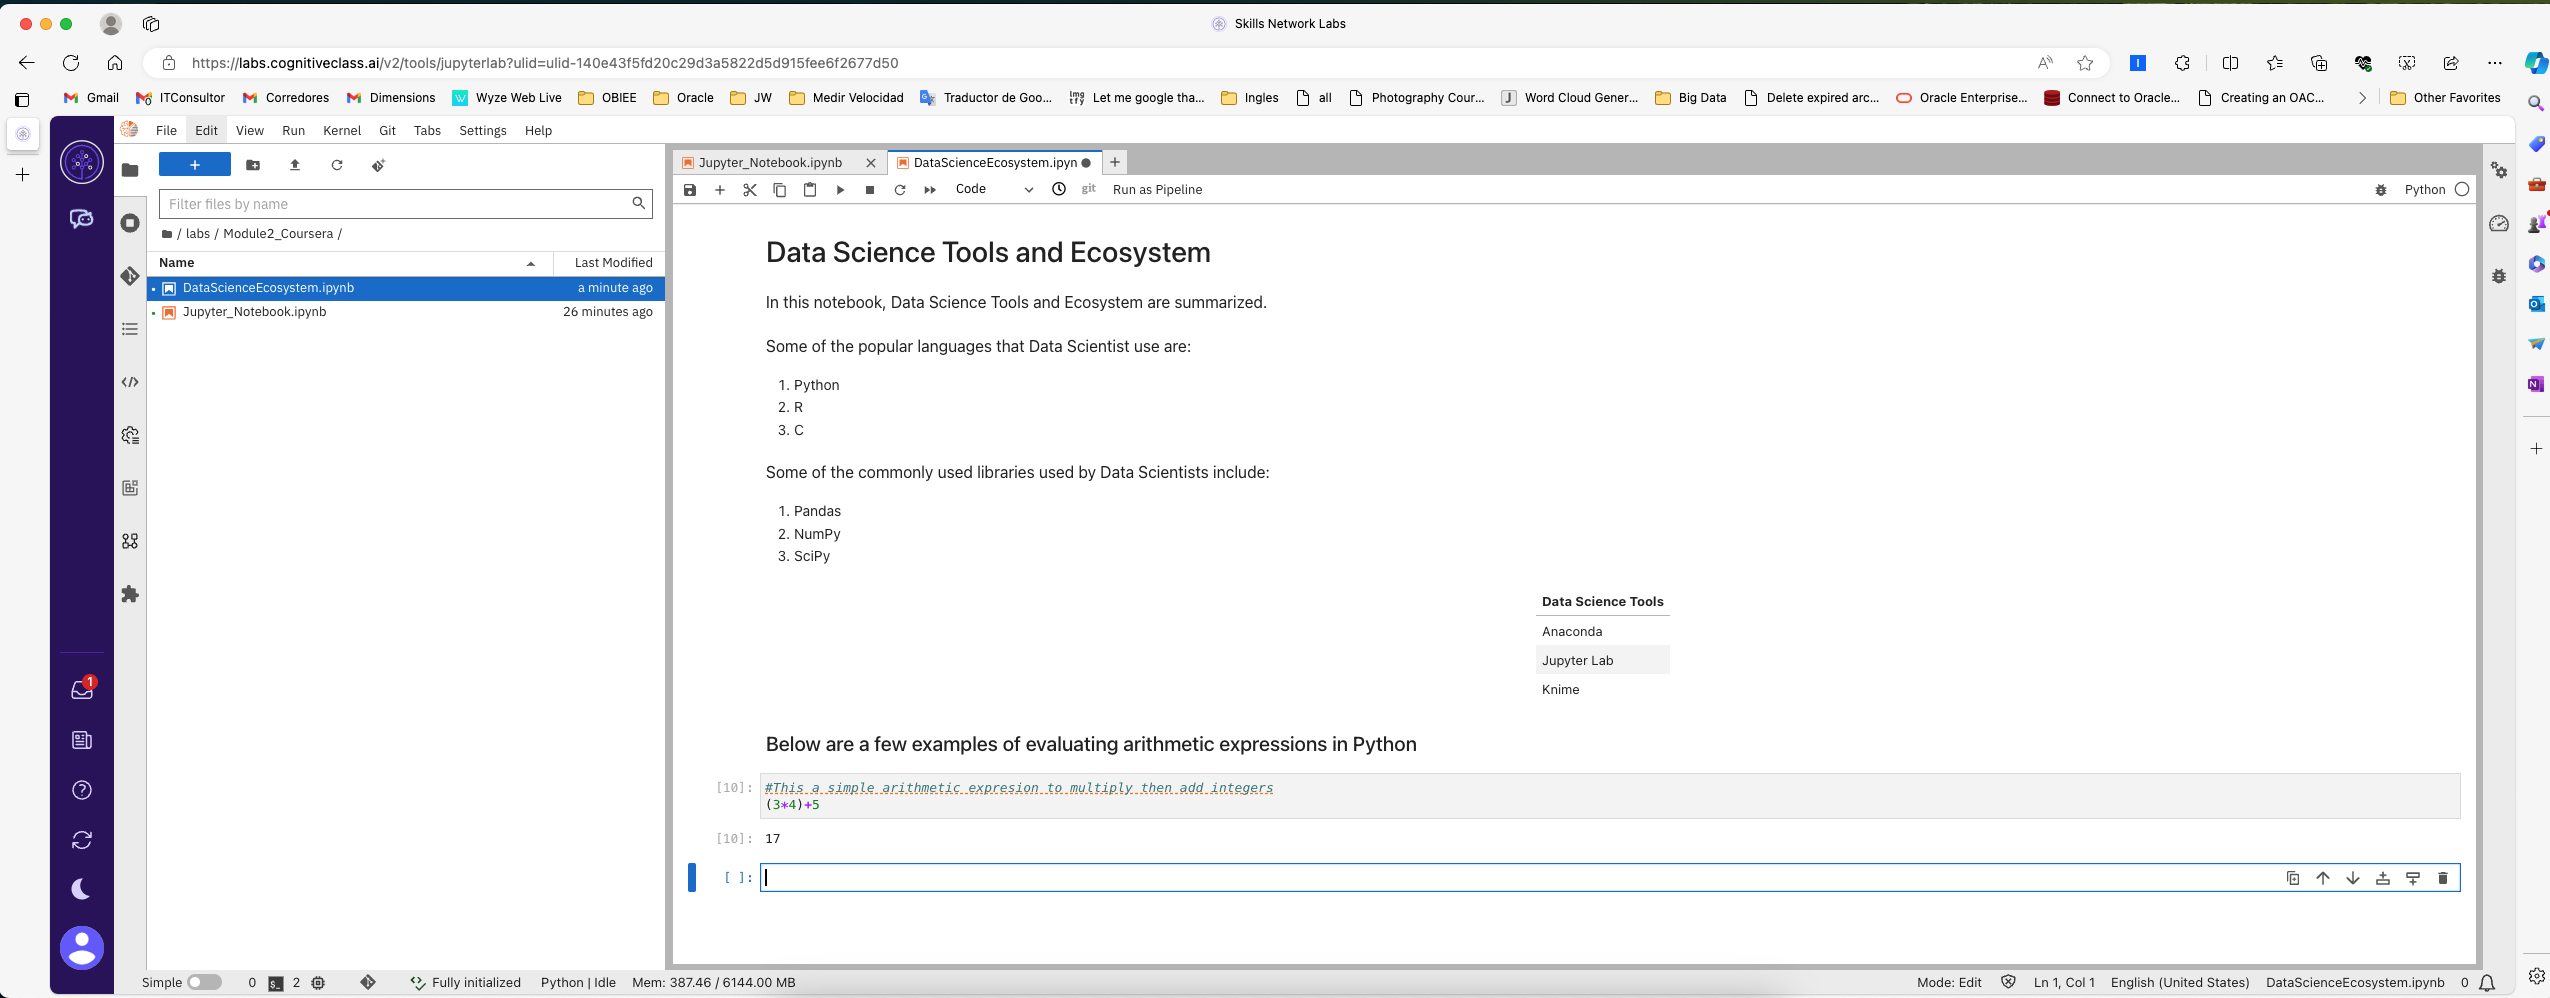 Skills Network Labs
https://labs.cognitiveclass.ai/v2/tools/jupyterlab?ulid=ulid-140e43f5fd20c29d3a5822d5d915fee6f2677d50
Gmail ITConsultor Corredores Dimensions Wyze Web Live OBIEE Oracle JW Medir Velocidad Traductor de Goo... Let me google tha... Ingles all Photography Cour... Word Cloud Gener... Big Data Delete expired arc... Oracle Enterprise... Connect to Oracle... Creating an OAC... Other Favorites
File Edit View Run Kernel Git Tabs Settings Help
Jupyter_Notebook.ipynb DataScienceEcosystem.ipyn
Code git Run as Pipeline Python
Filter files by name
/ labs / Module2_Coursera /
Name Last Modified
DataScienceEcosystem.ipynb a minute ago
Jupyter_Notebook.ipynb 26 minutes ago
Data Science Tools and Ecosystem
In this notebook, Data Science Tools and Ecosystem are summarized.
Some of the popular languages that Data Scientist use are:
1. Python
2. R
3. C
Some of the commonly used libraries used by Data Scientists include:
1. Pandas
2. NumPy
3. SciPy
Data Science Tools
Anaconda
Jupyter Lab
Knime
Below are a few examples of evaluating arithmetic expressions in Python
[10]: #This a simple arithmetic expresion to multiply then add integers
(3*4)+5
[10]: 17
[ ]:
1
Simple 0 2 Fully initialized Python | Idle Mem: 387.46 / 6144.00 MB Mode: Edit Ln 1, Col 1 English (United States) DataScienceEcosystem.ipynb 0